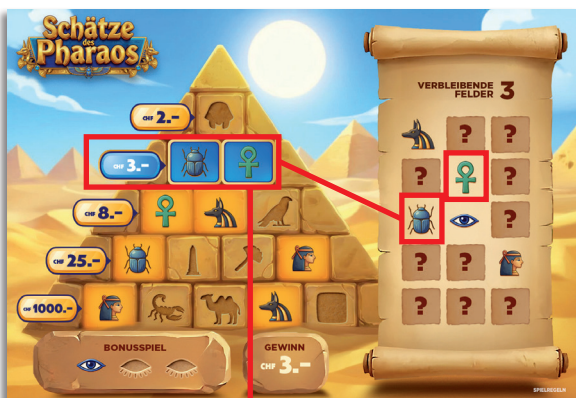 Schätze
des
Pharaos
CHF 2.-
CHF 3.-
CHF 8.-
CHF 25.-
CHF 1000.-
BONUSSPIEL
GEWINN
CHF 3.-
VERBLEIBENDE
FELDER 3
? ?
? ?
?
? ?
? ? ?
SPIELREGELN